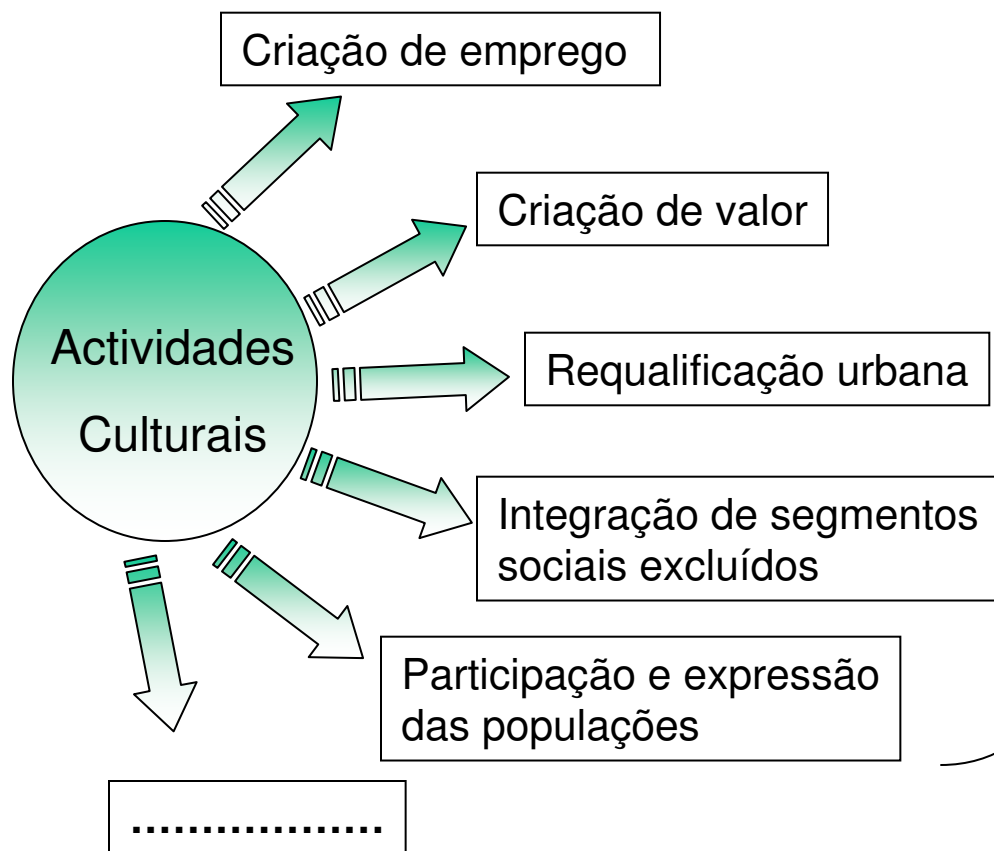 Criação de emprego
Criação de valor
Actividades
Culturais
Requalificação urbana
Integração de segmentos
sociais excluídos
Participação e expressão
das populações
..................